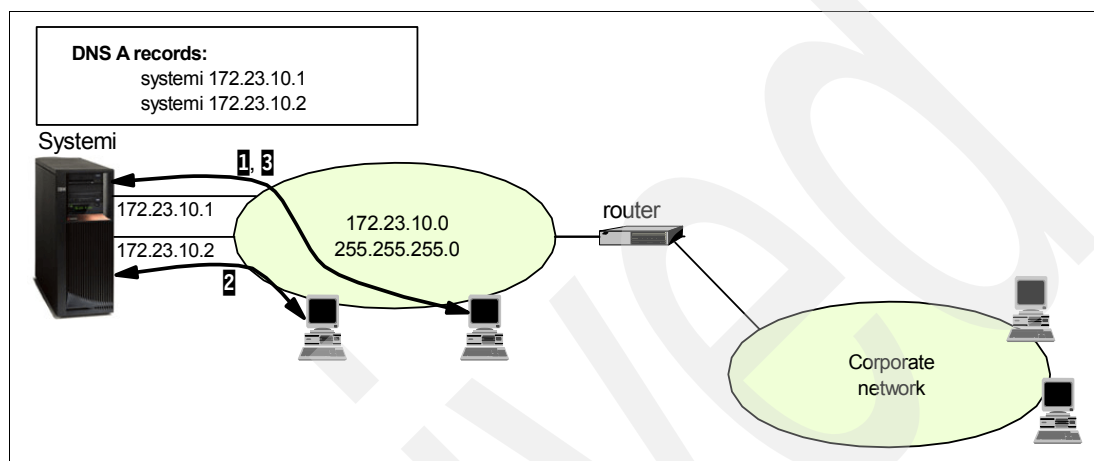 DNS A records:
systemi 172.23.10.1
systemi 172.23.10.2
Systemi
1, 3
172.23.10.1
172.23.10.0
255.255.255.0
router
172.23.10.2
2
Corporate
network